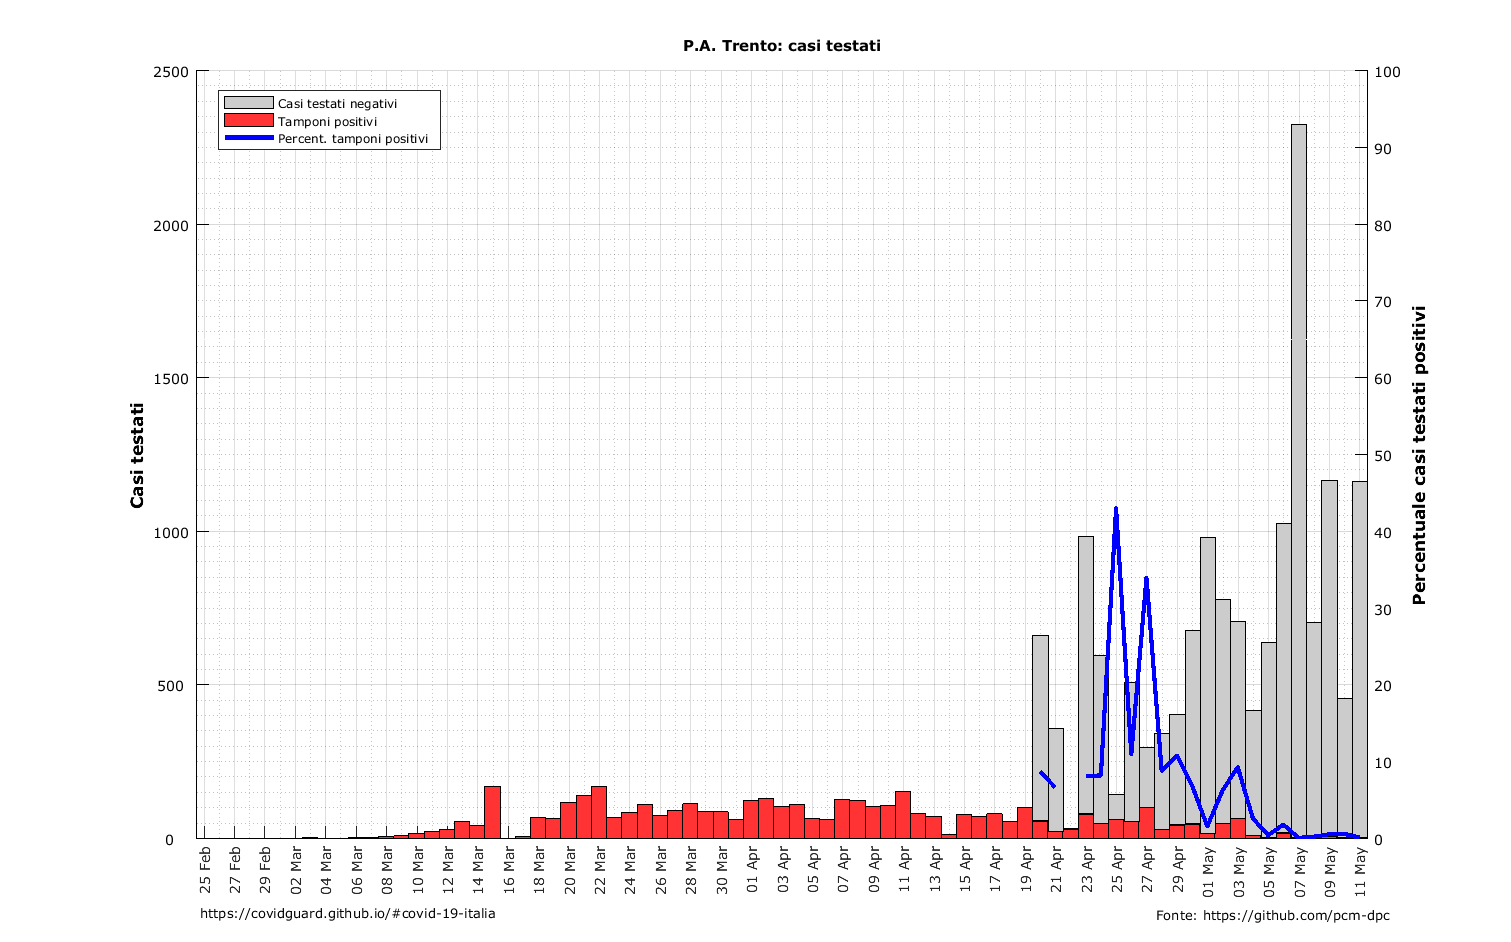 P.A. Trento: casi testati
Casi testati negativi
Tamponi positivi
Percent. tamponi positivi
Casi testati
2500
2000
1500
1000
500
0
100
90
80
70
60
50
40
30
20
10
0
Percentuale casi testati positivi
25 Feb
27 Feb
29 Feb
02 Mar
04 Mar
06 Mar
08 Mar
10 Mar
12 Mar
14 Mar
16 Mar
18 Mar
20 Mar
22 Mar
24 Mar
26 Mar
28 Mar
30 Mar
01 Apr
03 Apr
05 Apr
07 Apr
09 Apr
11 Apr
13 Apr
15 Apr
17 Apr
19 Apr
21 Apr
23 Apr
25 Apr
27 Apr
29 Apr
01 May
03 May
05 May
07 May
09 May
11 May
https://covidguard.github.io/#covid-19-italia
Fonte: https://github.com/pcm-dpc